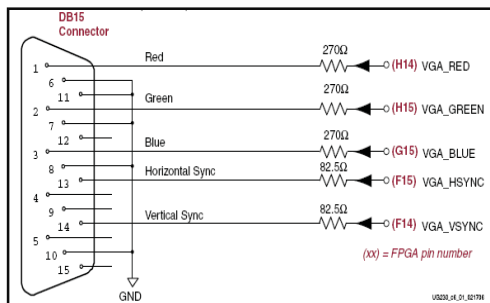 DB15
Connector
1
Red
270Ω
(H14) VGA_RED
6
11
270Ω
2
Green
(H15) VGA_GREEN
7
12
270Ω
3
Blue
(G15) VGA_BLUE
8
Horizontal Sync
82.5Ω
13
(F15) VGA_HSYNC
4
9
Vertical Sync
82.5Ω
14
(F14) VGA_VSYNC
5
10
(xx) = FPGA pin number
15
GND